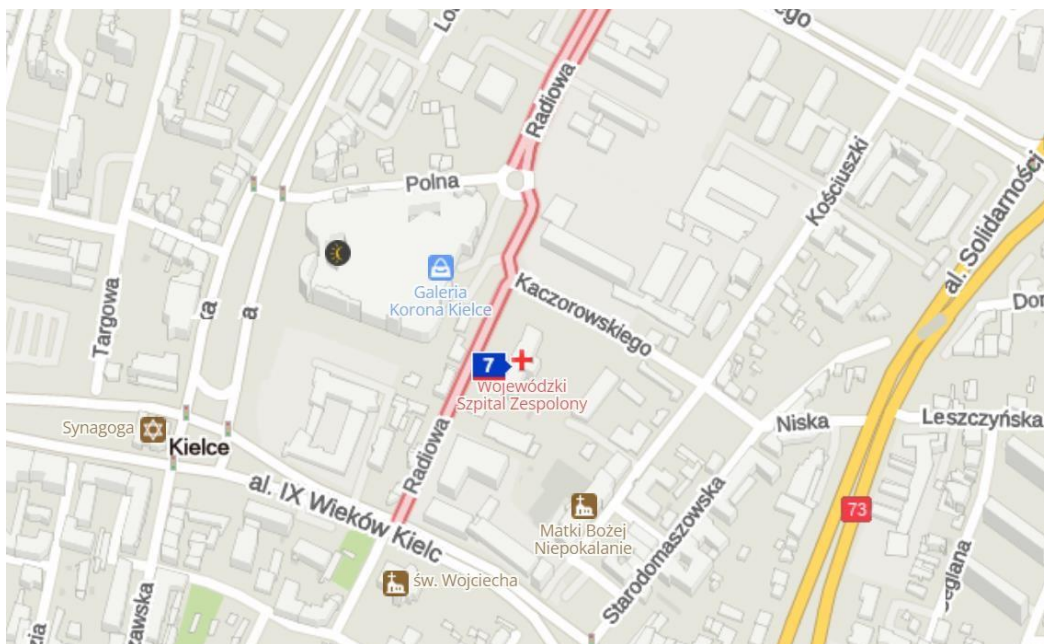 ego
Radiowa
Kościuszki
al. Solidarności
Polna
Galeria
Korona Kielce
Kaczorowskiego
Targowa
a
7
Wojewódzki
Szpital Zespolony
Synagoga
Kielce
Radiowa
Niska
Leszczyńska
al. IX Wieków Kielc
73
Matki Bożej
Niepokalanie
Starodomaszowska
św. Wojciecha